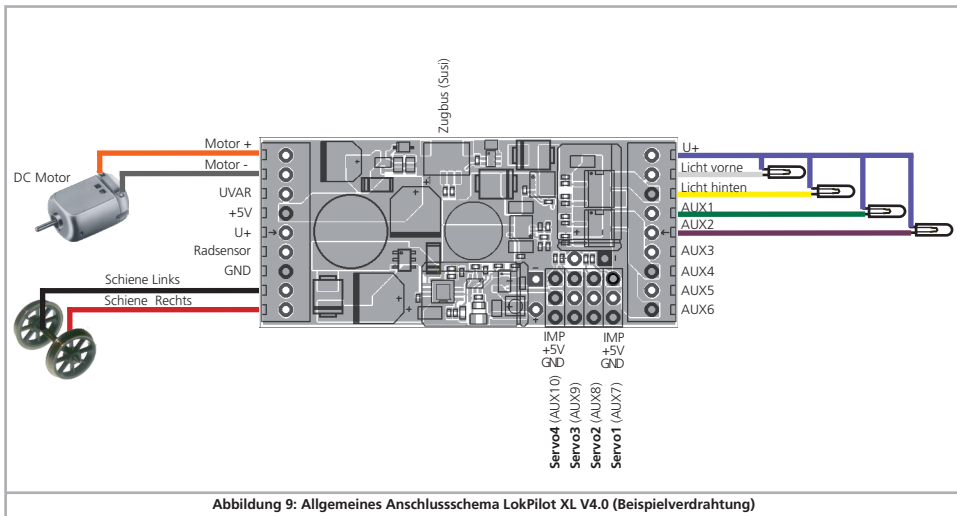 Zugbus (Susi)
DC Motor
Motor +
Motor -
UVAR
+5V
U+
Radsensor
GND
Schiene Links
Schiene Rechts
U+
Licht vorne
Licht hinten
AUX1
AUX2
AUX3
AUX4
AUX5
AUX6
IMP
+5V
GND
IMP
+5V
GND
Servo4 (AUX10)
Servo3 (AUX9)
Servo2 (AUX8)
Servo1 (AUX7)
Abbildung 9: Allgemeines Anschlussschema LokPilot XL V4.0 (Beispielverdrahtung)